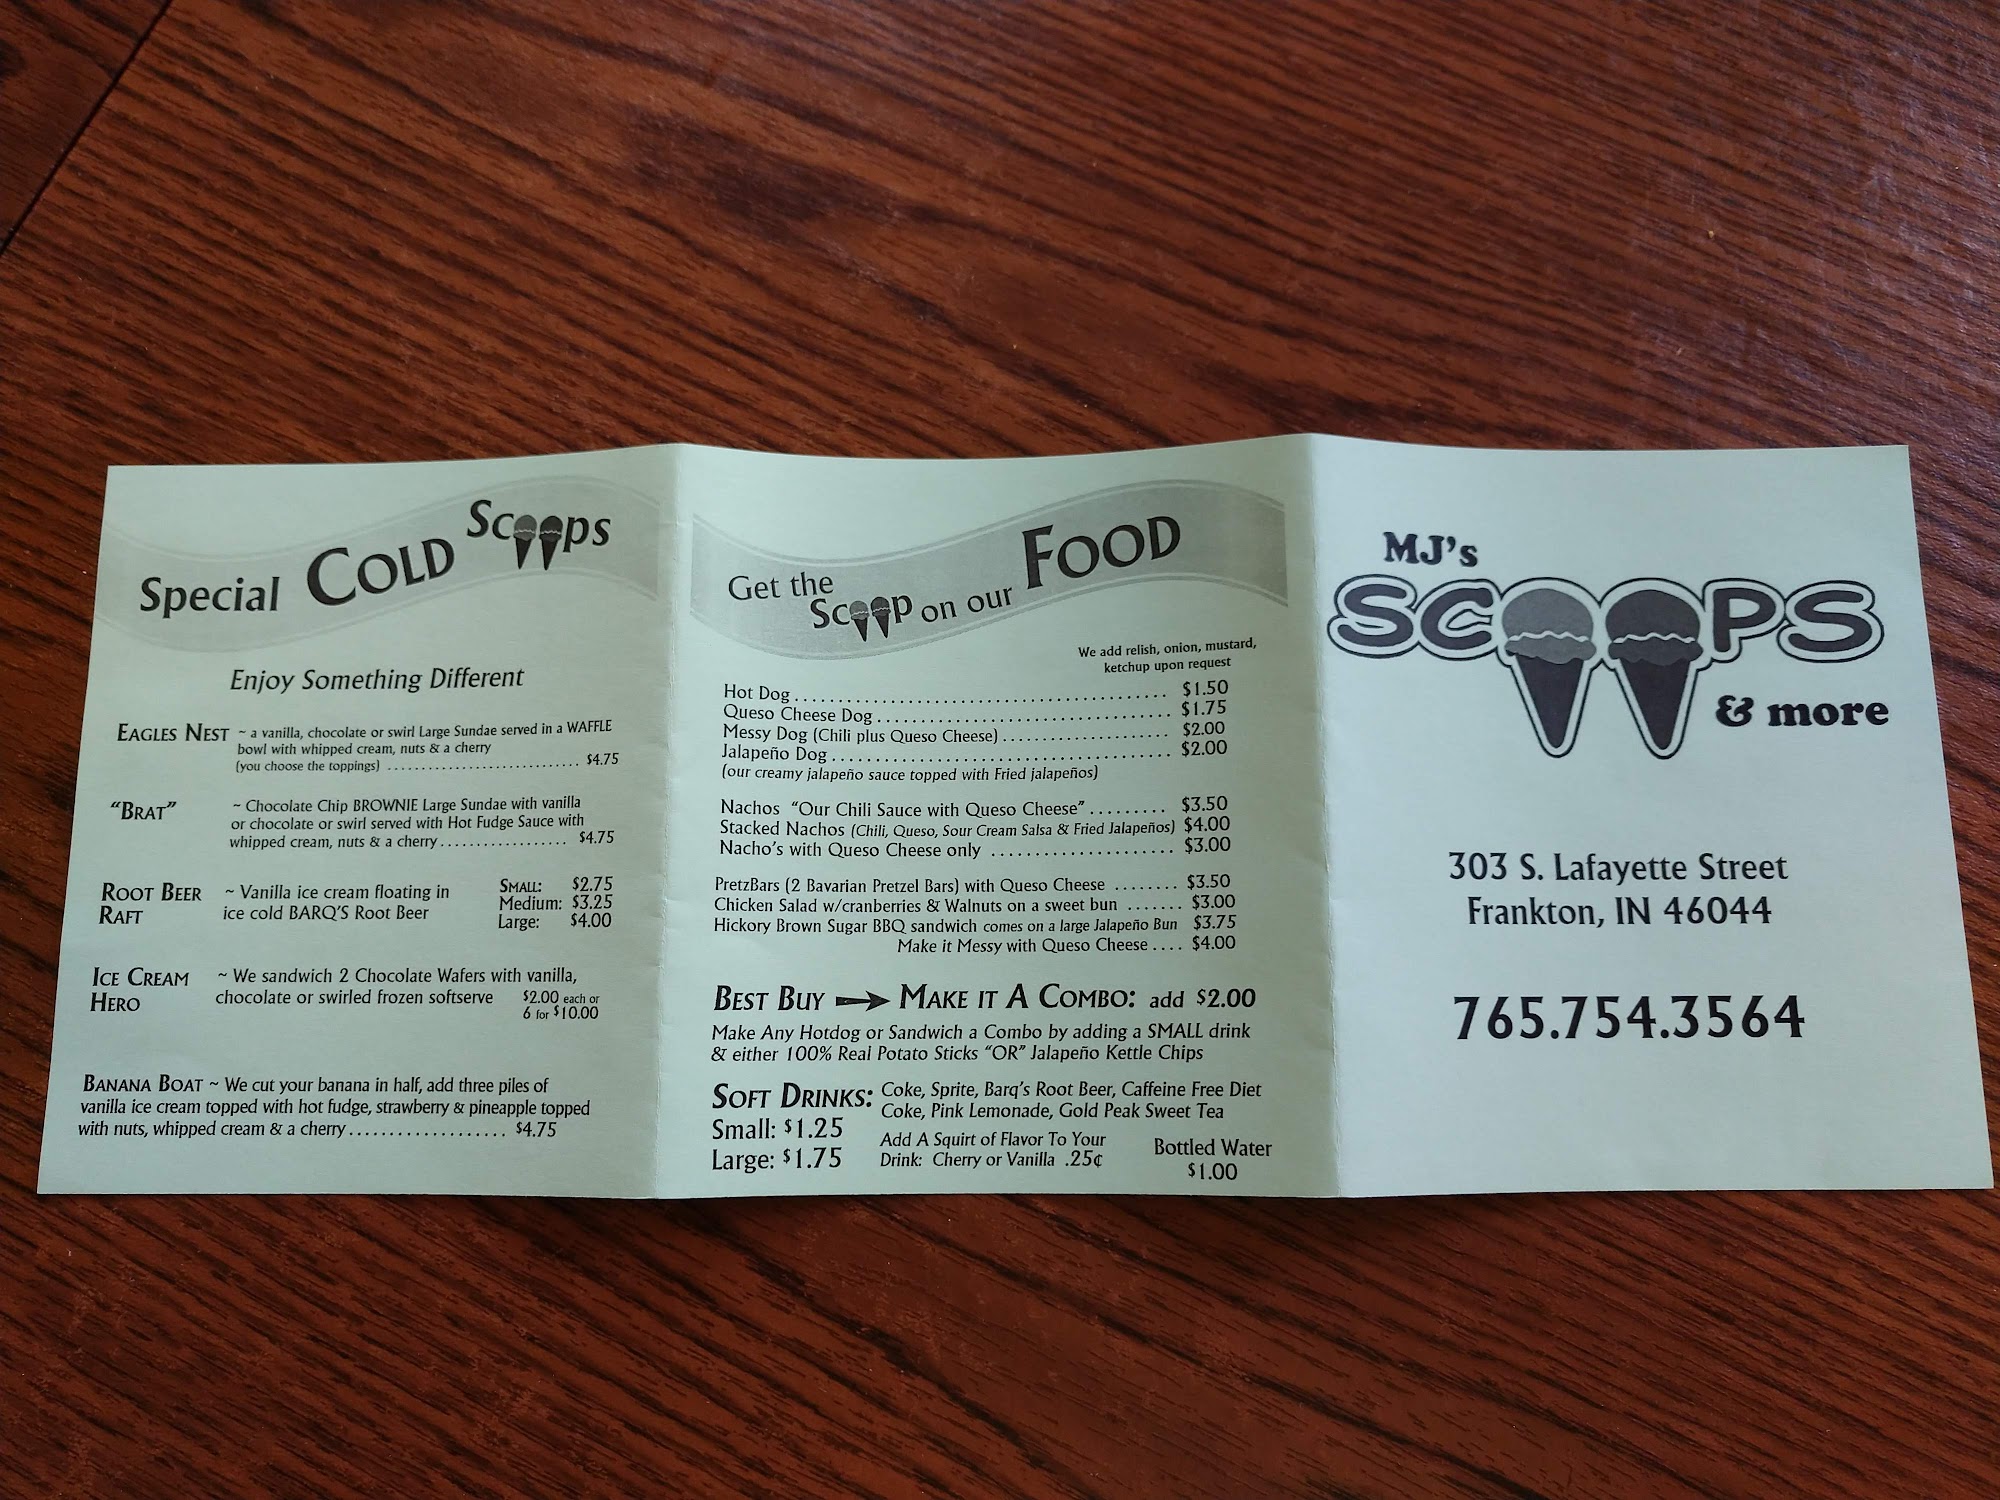 Special COLD Scoops
Enjoy Something Different
EAGLES NEST ~ a vanilla, chocolate or swirl Large Sundae served in a WAFFLE
bowl with whipped cream, nuts & a cherry
(you choose the toppings) ............................. $4.75
"BRAT" ~ Chocolate Chip BROWNIE Large Sundae with vanilla
or chocolate or swirl served with Hot Fudge Sauce with
whipped cream, nuts & a cherry .................. $4.75
ROOT BEER RAFT ~ Vanilla ice cream floating in
ice cold BARQ'S Root Beer
SMALL: $2.75
Medium: $3.25
Large: $4.00
ICE CREAM HERO ~ We sandwich 2 Chocolate Wafers with vanilla,
chocolate or swirled frozen softserve $2.00 each or
6 for $10.00
BANANA BOAT ~ We cut your banana in half, add three piles of
vanilla ice cream topped with hot fudge, strawberry & pineapple topped
with nuts, whipped cream & a cherry ................... $4.75
Get the Scoop on our FOOD
We add relish, onion, mustard,
ketchup upon request
Hot Dog ........................................ $1.50
Queso Cheese Dog ................................ $1.75
Messy Dog (Chili plus Queso Cheese) .................. $2.00
Jalapeño Dog ..................................... $2.00
(our creamy jalapeño sauce topped with Fried jalapeños)
Nachos "Our Chili Sauce with Queso Cheese" ......... $3.50
Stacked Nachos (Chili, Queso, Sour Cream Salsa & Fried Jalapeños) $4.00
Nacho's with Queso Cheese only .................... $3.00
PretzBars (2 Bavarian Pretzel Bars) with Queso Cheese ........ $3.50
Chicken Salad w/cranberries & Walnuts on a sweet bun ....... $3.00
Hickory Brown Sugar BBQ sandwich comes on a large Jalapeño Bun $3.75
Make it Messy with Queso Cheese .... $4.00
BEST BUY → MAKE IT A COMBO: add $2.00
Make Any Hotdog or Sandwich a Combo by adding a SMALL drink
& either 100% Real Potato Sticks "OR" Jalapeño Kettle Chips
SOFT DRINKS: Coke, Sprite, Barq's Root Beer, Caffeine Free Diet
Coke, Pink Lemonade, Gold Peak Sweet Tea
Small: $1.25
Large: $1.75
Add A Squirt of Flavor To Your
Drink: Cherry or Vanilla .25¢
Bottled Water
$1.00
MJ's
SCOOPS
& more
303 S. Lafayette Street
Frankton, IN 46044
765.754.3564